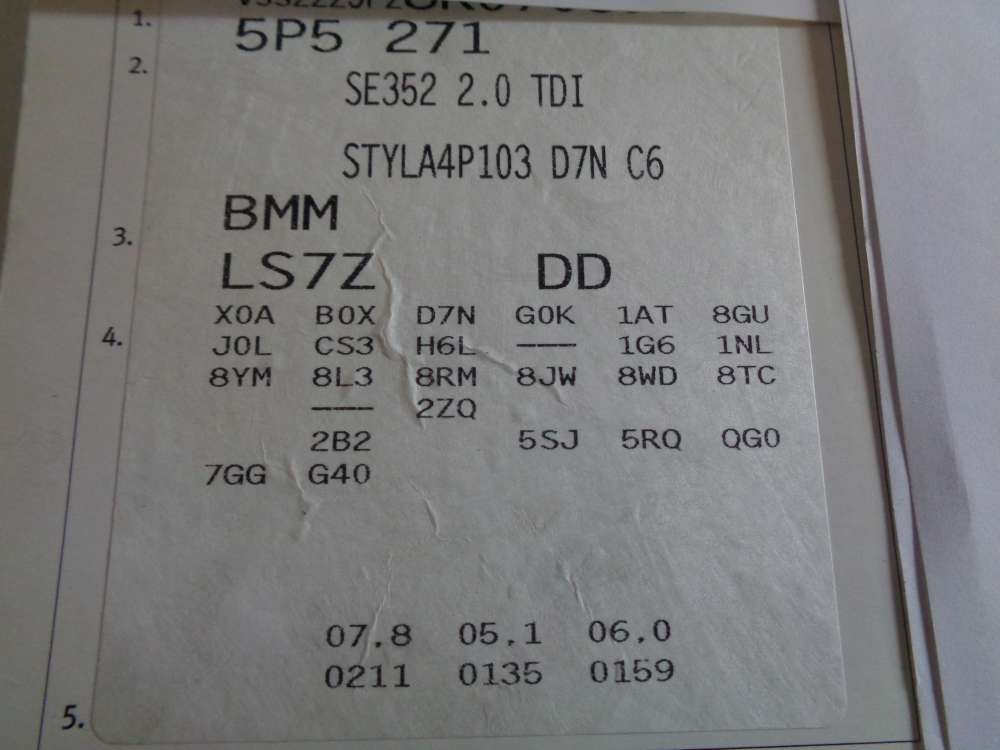 1.
5P5 271
2.
SE352 2.0 TDI
STYLA4P103 D7N C6
BMM
3.
LS7Z DD
X0A B0X D7N G0K 1AT 8GU
4.
J0L CS3 H6L --- 1G6 1NL
8YM 8L3 8RM 8JW 8WD 8TC
--- 2ZQ
2B2 5SJ 5RQ QG0
7GG G40
07.8 05.1 06.0
0211 0135 0159
5.